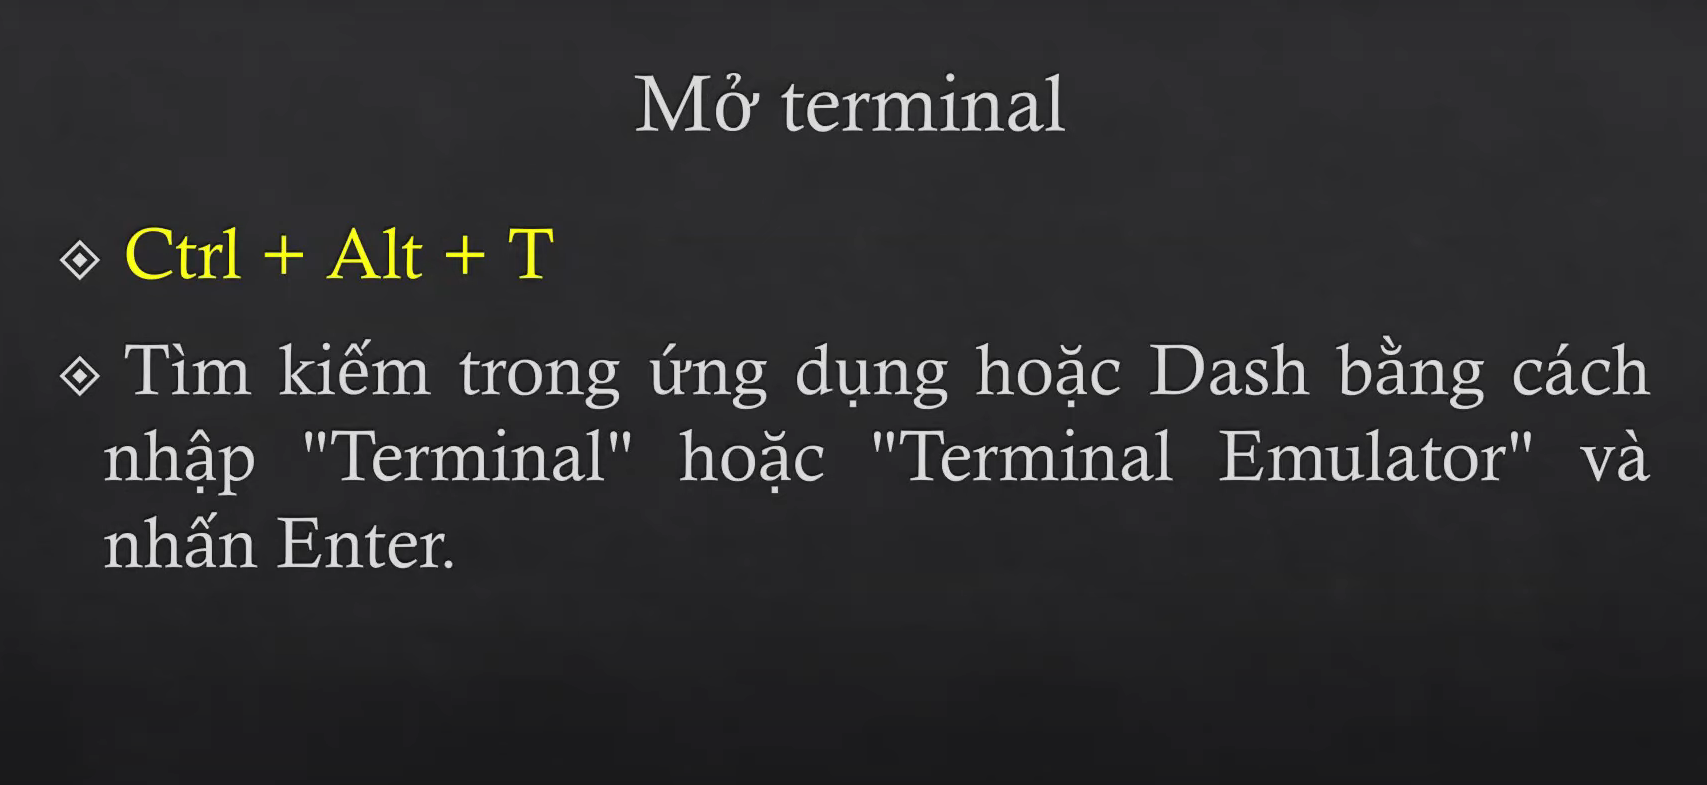 Mở terminal
Ctrl + Alt + T
Tìm kiếm trong ứng dụng hoặc Dash bằng cách
nhập "Terminal" hoặc "Terminal Emulator" và
nhấn Enter.